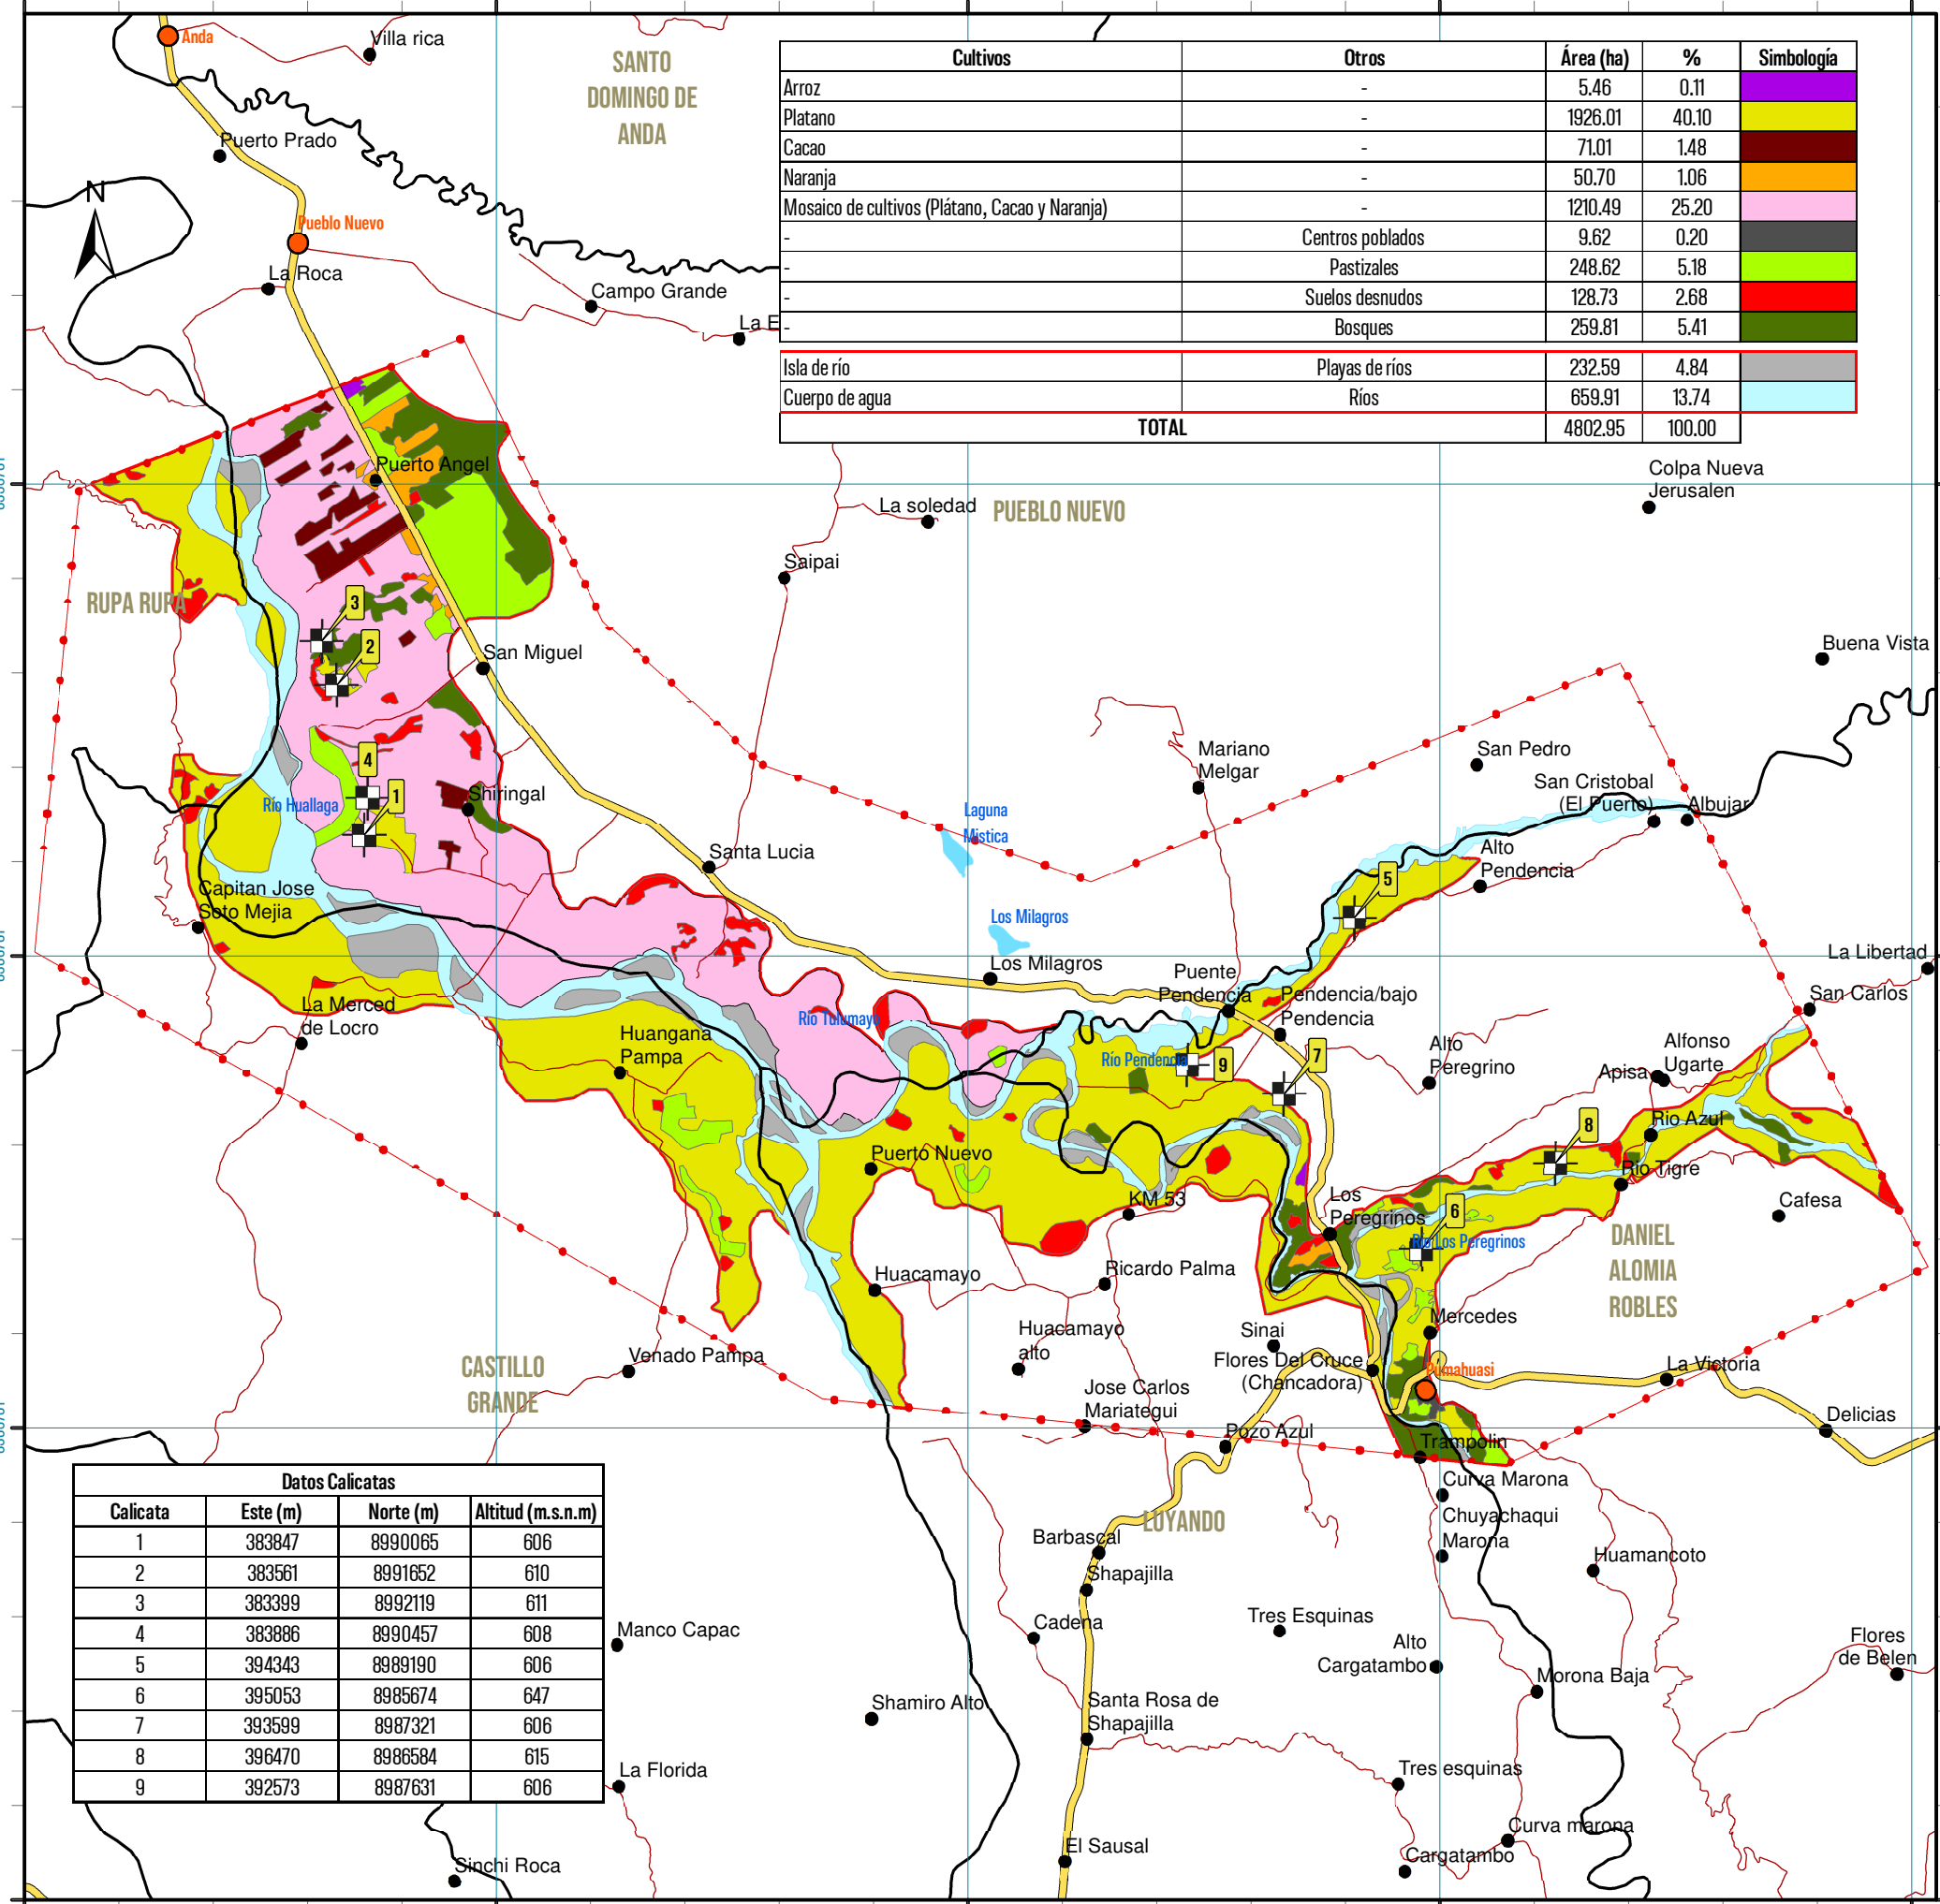 Anda
Villa rica
SANTO
DOMINGO DE
ANDA
Puerto Prado
N
Pueblo Nuevo
La Roca
Campo Grande
La E
Cultivos Otros Área (ha) % Simbología
Arroz - 5.46 0.11
Platano - 1926.01 40.10
Cacao - 71.01 1.48
Naranja - 50.70 1.06
Mosaico de cultivos (Plátano, Cacao y Naranja) - 1210.49 25.20
- Centros poblados 9.62 0.20
- Pastizales 248.62 5.18
- Suelos desnudos 128.73 2.68
- Bosques 259.81 5.41
Isla de río Playas de ríos 232.59 4.84
Cuerpo de agua Ríos 659.91 13.74
TOTAL 4802.95 100.00
Puerto Angel
Colpa Nueva
Jerusalen
La soledad
PUEBLO NUEVO
Saipai
RUPA RUPA
3
2
San Miguel
Buena Vista
Mariano
Melgar
San Pedro
San Cristobal
(El Puerto)
Albujar
4
1
Shiringal
Río Huallaga
Laguna
Mistica
Santa Lucia
Alto
Pendencia
5
Capitan Jose
Soto Mejia
Los Milagros
Los Milagros
La Libertad
Puente
Pendencia
Pendencia/bajo
Pendencia
San Carlos
La Merced
de Locro
Río Tulumayo
Huangana
Pampa
Río Pendencia
9
7
Alto
Peregrino
Alfonso
Ugarte
Apisa
Rio Azul
8
Puerto Nuevo
Rio Tigre
KM 53
Los
Peregrinos
6
Río Los Peregrinos
Cafesa
DANIEL
ALOMIA
ROBLES
Huacamayo
Ricardo Palma
Mercedes
Huacamayo
alto
Sinai
Flores Del Cruce
(Chancadora)
Pumahuasi
La Victoria
Venado Pampa
CASTILLO
GRANDE
Jose Carlos
Mariategui
Pozo Azul
Delicias
Trampolin
Curva Marona
Chuyachaqui
Marona
LUYANDO
Barbascal
Shapajilla
Huamancoto
Datos Calicatas
Calicata Este (m) Norte (m) Altitud (m.s.n.m)
1 383847 8990065 606
2 383561 8991652 610
3 383399 8992119 611
4 383886 8990457 608
5 394343 8989190 606
6 395053 8985674 647
7 393599 8987321 606
8 396470 8986584 615
9 392573 8987631 606
Manco Capac
Cadena
Tres Esquinas
Alto
Cargatambo
Flores
de Belen
Morona Baja
Shamiro Alto
Santa Rosa de
Shapajilla
La Florida
Tres esquinas
Curva marona
El Sausal
Cargatambo
Sinchi Roca